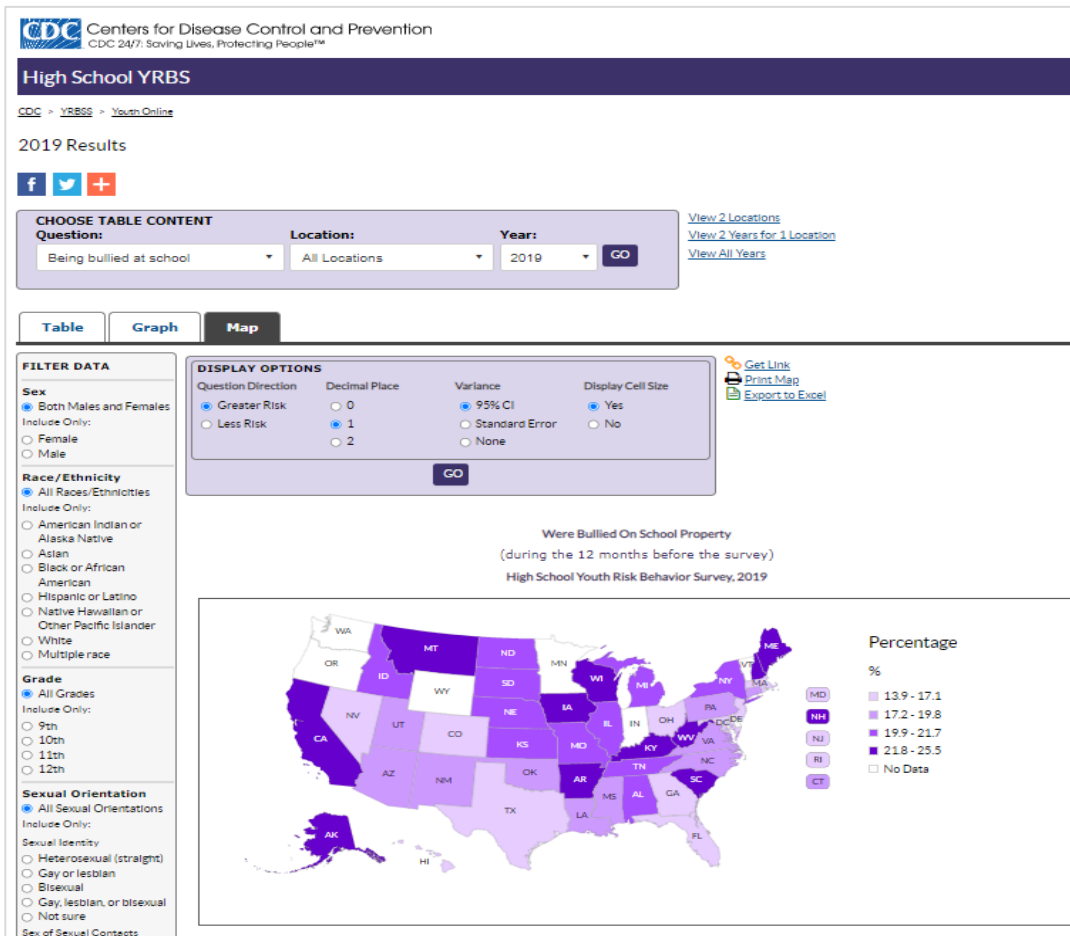 CDC Centers for Disease Control and Prevention
CDC 24/7: Saving Lives, Protecting People™
High School YRBS
CDC > YRBSS > Youth Online
2019 Results
f
CHOOSE TABLE CONTENT
Question: Location: Year:
Being bullied at school All Locations 2019 GO
View 2 Locations
View 2 Years for 1 Location
View All Years
Table Graph Map
FILTER DATA
Sex
Both Males and Females
Include Only:
Female
Male
Race/Ethnicity
All Races/Ethnicities
Include Only:
American Indian or
Alaska Native
Asian
Black or African
American
Hispanic or Latino
Native Hawaiian or
Other Pacific Islander
White
Multiple race
Grade
All Grades
Include Only:
9th
10th
11th
12th
Sexual Orientation
All Sexual Orientations
Include Only:
Sexual Identity
Heterosexual (straight)
Gay or lesbian
Bisexual
Gay, lesbian, or bisexual
Not sure
Sex of Sexual Contacts
DISPLAY OPTIONS
Question Direction Decimal Place Variance Display Cell Size
Greater Risk 0 95% CI Yes
Less Risk 1 Standard Error No
2 None
GO
Get Link
Print Map
Export to Excel
Were Bullied On School Property
(during the 12 months before the survey)
High School Youth Risk Behavior Survey, 2019
WA
MT
ND
MN
OR
ID
SD
WI
MI
NY
VT
ME
MA
WY
NE
IA
PA
NV
UT
CO
IL
IN
OH
DC
DE
CA
KS
MO
KY
WV
VA
AZ
NM
OK
TN
NC
AR
SC
TX
LA
MS
AL
GA
FL
AK
HI
MD
NH
NJ
RI
CT
Percentage
%
13.9 - 17.1
17.2 - 19.8
19.9 - 21.7
21.8 - 25.5
No Data